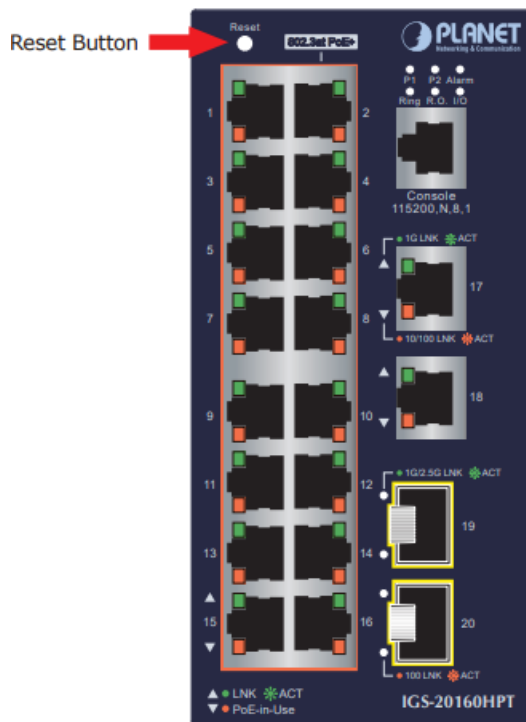 Reset Button
Reset
802.3at PoE+
PLANET
Networking & Communication
P1 P2 Alarm
Ring R.O. I/O
Console
115200,N,8,1
1G LNK ACT
10/100 LNK ACT
1G/2.5G LNK ACT
100 LNK ACT
1 2
3 4
5 6
7 8
9 10
11 12
13 14
15 16
17
18
19
20
LNK ACT
PoE-in-Use
IGS-20160HPT